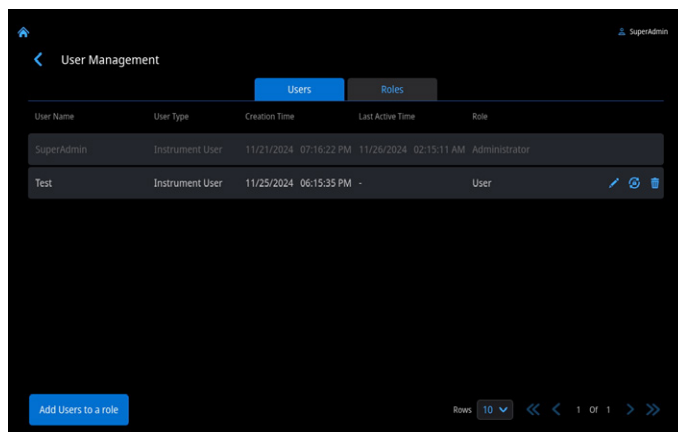 SuperAdmin
User Management
Users Roles
User Name User Type Creation Time Last Active Time Role
SuperAdmin Instrument User 11/21/2024 07:16:22 PM 11/26/2024 02:15:11 AM Administrator
Test Instrument User 11/25/2024 06:15:35 PM - User
Add Users to a role Rows 10 1 Of 1